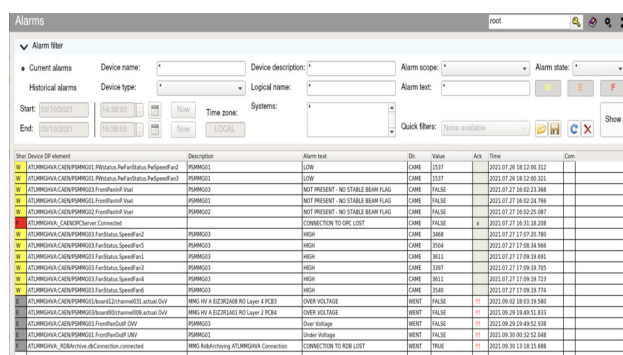 Alarms
root
Alarm filter
Current alarms Device name: * Device description: * Alarm scope: * Alarm state: *
Historical alarms Device type: * Logical name: * Alarm text: * W E F
Start: 03/10/2021 14:38:03 Now Time zone: Systems: *
End: 03/10/2021 15:38:03 Now LOCAL Quick filters: None available Show
Shor Device DP element Description Alarm text Dir. Value Ack Time Com
W ATLMMGHVA:CAEN/PSMMG01.PWstatus.PwFanStatus.PwSpeedFan2 PSMMG01 LOW CAME 1537 2021.07.26 18:12:00.312
W ATLMMGHVA:CAEN/PSMMG01.PWstatus.PwFanStatus.PwSpeedFan3 PSMMG01 LOW CAME 1537 2021.07.26 18:12:00.321
W ATLMMGHVA:CAEN/PSMMG03.FrontPanInP.Vsel PSMMG03 NOT PRESENT - NO STABLE BEAM FLAG CAME FALSE 2021.07.27 16:02:23.368
W ATLMMGHVA:CAEN/PSMMG01.FrontPanInP.Vsel PSMMG01 NOT PRESENT - NO STABLE BEAM FLAG CAME FALSE 2021.07.27 16:02:24.766
W ATLMMGHVA:CAEN/PSMMG02.FrontPanInP.Vsel PSMMG02 NOT PRESENT - NO STABLE BEAM FLAG CAME FALSE 2021.07.27 16:02:25.087
ATLMMGHVA:_CAENOPCServer.Connected CONNECTION TO OPC LOST CAME FALSE x 2021.07.27 16:31:18.208
W ATLMMGHVA:CAEN/PSMMG03.FanStatus.SpeedFan2 PSMMG03 HIGH CAME 3468 2021.07.27 17:07:20.780
W ATLMMGHVA:CAEN/PSMMG03.FanStatus.SpeedFan5 PSMMG03 HIGH CAME 3504 2021.07.27 17:08:34.966
W ATLMMGHVA:CAEN/PSMMG03.FanStatus.SpeedFan1 PSMMG03 HIGH CAME 3611 2021.07.27 17:09:19.691
W ATLMMGHVA:CAEN/PSMMG03.FanStatus.SpeedFan3 PSMMG03 HIGH CAME 3397 2021.07.27 17:09:19.705
W ATLMMGHVA:CAEN/PSMMG03.FanStatus.SpeedFan4 PSMMG03 HIGH CAME 3611 2021.07.27 17:09:19.723
W ATLMMGHVA:CAEN/PSMMG03.FanStatus.SpeedFan6 PSMMG03 HIGH CAME 3540 2021.07.27 17:09:19.774
E ATLMMGHVA:CAEN/PSMMG03/board12/channel031.actual.OvV MMG HV A EIZ3R2A08 RO Layer 4 PCB3 OVER VOLTAGE WENT FALSE !!! 2021.09.02 18:03:19.580
E ATLMMGHVA:CAEN/PSMMG03/board00/channel009.actual.OvV MMG HV A EIZ2R1A01 RO Layer 2 PCB4 OVER VOLTAGE WENT FALSE !!! 2021.09.29 19:49:51.833
E ATLMMGHVA:CAEN/PSMMG03.FrontPanOutP.OVV PSMMG03 Over Voltage WENT FALSE !!! 2021.09.29 19:49:52.938
E ATLMMGHVA:CAEN/PSMMG01.FrontPanOutP.UNV PSMMG01 Under Voltage WENT FALSE !!! 2021.09.30 00:32:52.048
F ATLMMGHVA:_RDBArchive.dbConnection.connected MMG RdbArchiving ATLMMGHVA Connection CONNECTION TO RDB LOST WENT TRUE !!! 2021.09.30 13:18:15.688